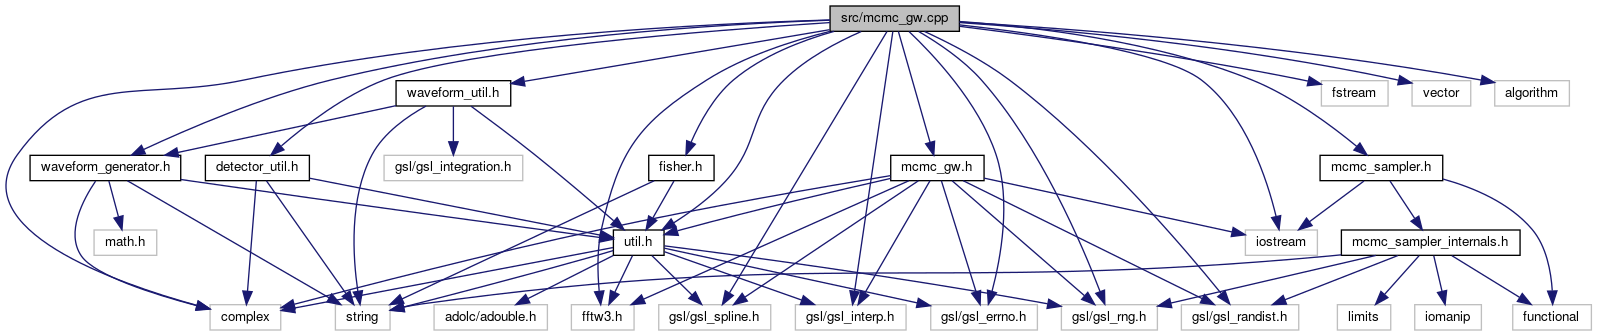 src/mcmc_gw.cpp
waveform_util.h
fstream
vector
algorithm
waveform_generator.h
detector_util.h
gsl/gsl_integration.h
fisher.h
mcmc_gw.h
mcmc_sampler.h
math.h
util.h
iostream
mcmc_sampler_internals.h
complex
string
adolc/adouble.h
fftw3.h
gsl/gsl_spline.h
gsl/gsl_interp.h
gsl/gsl_errno.h
gsl/gsl_rng.h
gsl/gsl_randist.h
limits
iomanip
functional